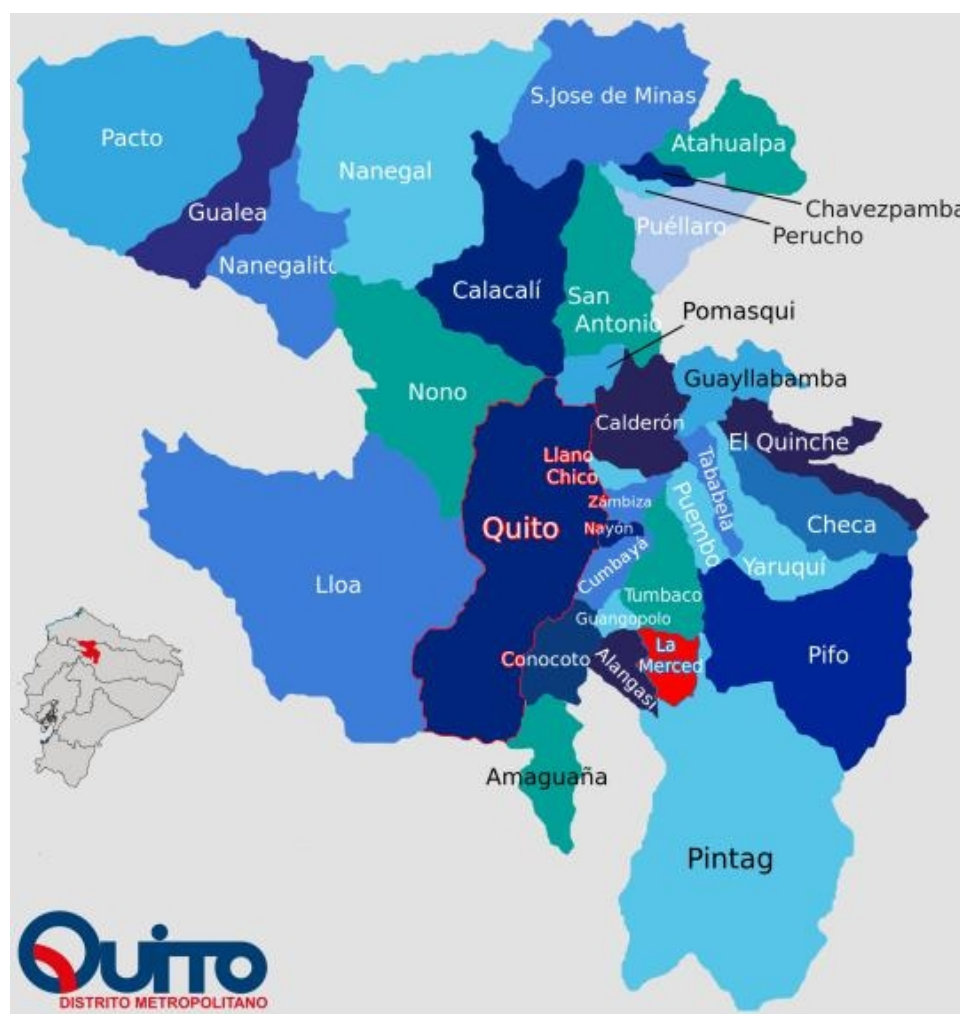 S.Jose de Minas
Pacto
Atahualpa
Nanegal
Gualea
Chavezpamba
Puéllaro
Perucho
Nanegalito
Calacalí
San
Antonio
Pomasqui
Nono
Guayllabamba
Calderón
El Quinche
Llano
Chico
Tababela
Zámbiza
Puembo
Quito
Nayón
Checa
Cumbayá
Yaruquí
Lloa
Tumbaco
Guangopolo
La
Merced
Conocoto
Alangasi
Pifo
Amaguaña
Pintag
QUITO
DISTRITO METROPOLITANO